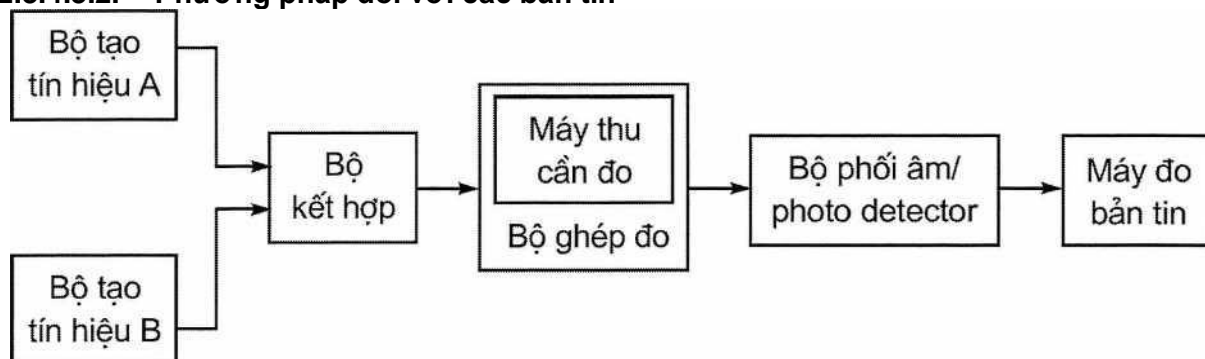 Phương pháp đối với các bản tin
Bộ tạo
tín hiệu A
Bộ
kết hợp
Máy thu
cần đo
Bộ ghép đo
Bộ phối âm/
photo detector
Máy đo
bản tin
Bộ tạo
tín hiệu B